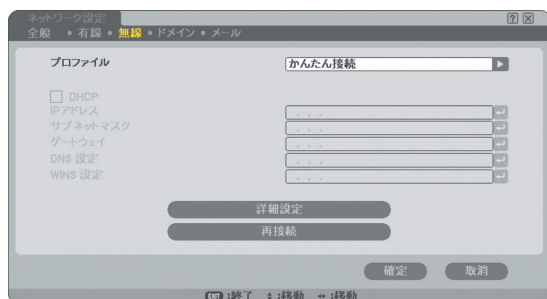 ネットワーク設定
全般 • 有線 • 無線 • ドメイン • メール
プロファイル かんたん接続
DHCP
IPアドレス . . .
サブネットマスク . . .
ゲートウェイ . . .
DNS 設定 . . .
WINS 設定 . . .
詳細設定
再接続
確定 取消
EXIT :終了 :移動 :移動